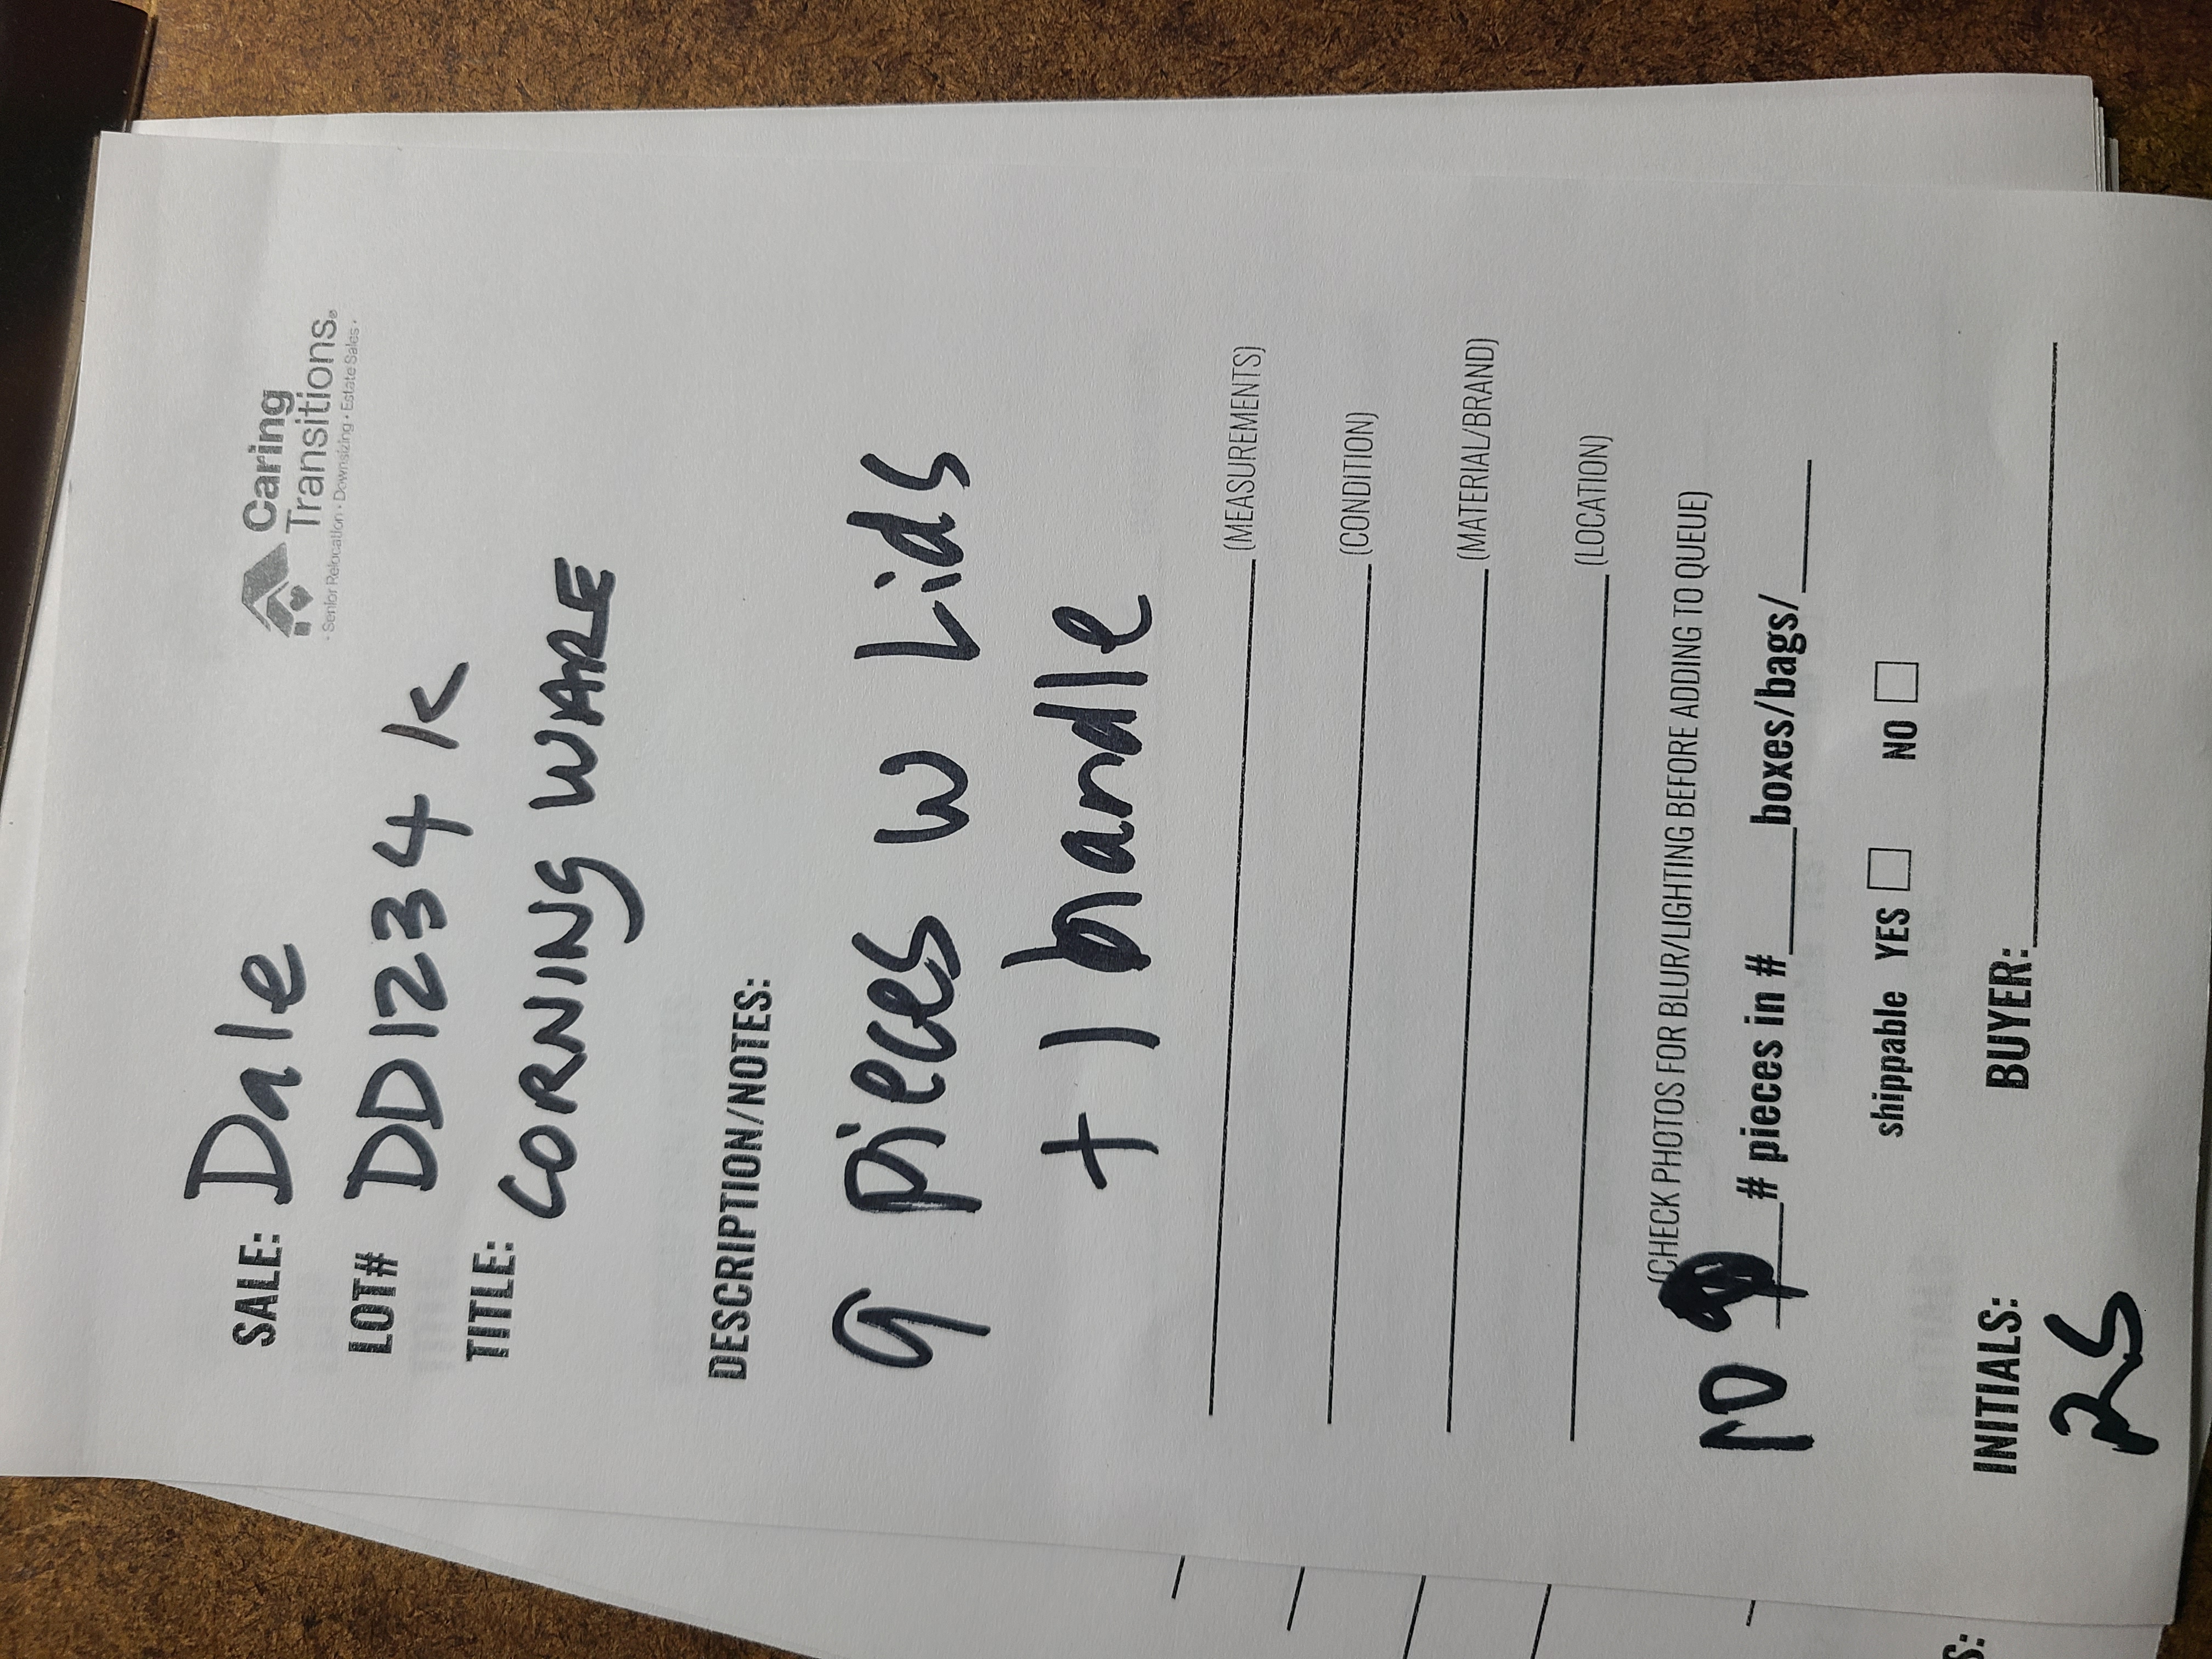 Caring
Transitions®
• Senior Relocation • Downsizing • Estate Sales •
SALE: Dale
LOT# DD1234K
TITLE: CORNING WARE
DESCRIPTION/NOTES:
9 pieces w Lids
+ 1 handle
(MEASUREMENTS)
(CONDITION)
(MATERIAL/BRAND)
(LOCATION)
(CHECK PHOTOS FOR BLUR/LIGHTING BEFORE ADDING TO QUEUE)
10 # pieces in # boxes/bags/
shippable YES NO
INITIALS: BUYER:
S: